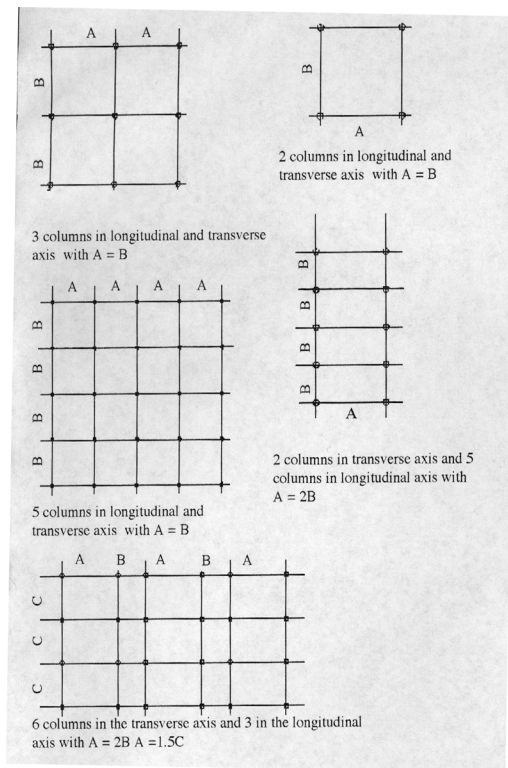 A A
B
B
3 columns in longitudinal and transverse
axis with A = B
B
A
2 columns in longitudinal and
transverse axis with A = B
A A A A
B
B
B
B
5 columns in longitudinal and
transverse axis with A = B
B
B
B
B
A
2 columns in transverse axis and 5
columns in longitudinal axis with
A = 2B
A B A B A
C
C
C
6 columns in the transverse axis and 3 in the longitudinal
axis with A = 2B A =1.5C